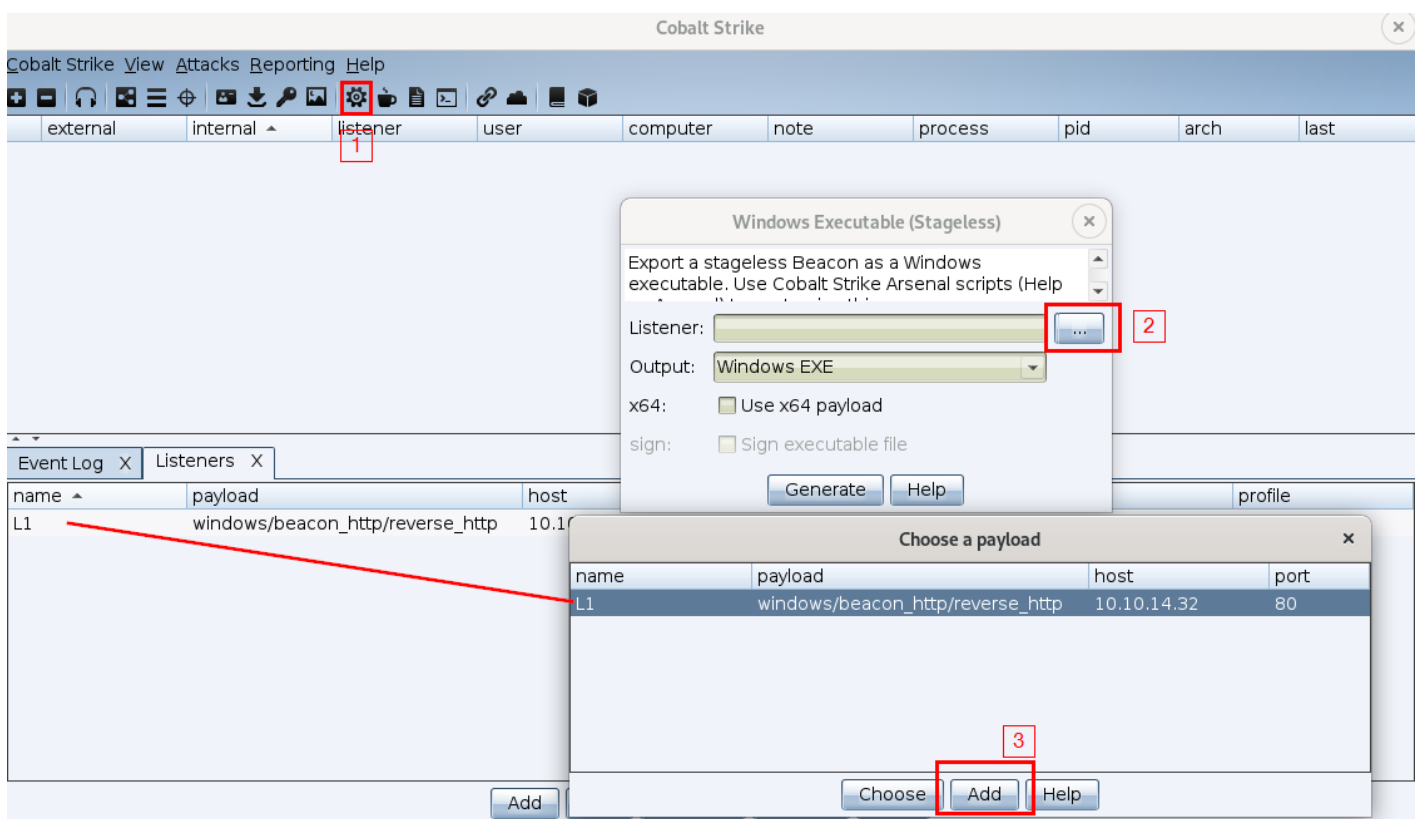 Cobalt Strike
Cobalt Strike View Attacks Reporting Help
external internal listener user computer note process pid arch last
1
Windows Executable (Stageless)
Export a stageless Beacon as a Windows
executable. Use Cobalt Strike Arsenal scripts (Help
Listener: ...
2
Output: Windows EXE
x64: Use x64 payload
sign: Sign executable file
Generate Help
Event Log X Listeners X
name payload host profile
L1 windows/beacon_http/reverse_http 10.10
Choose a payload
name payload host port
L1 windows/beacon_http/reverse_http 10.10.14.32 80
3
Choose Add Help
Add